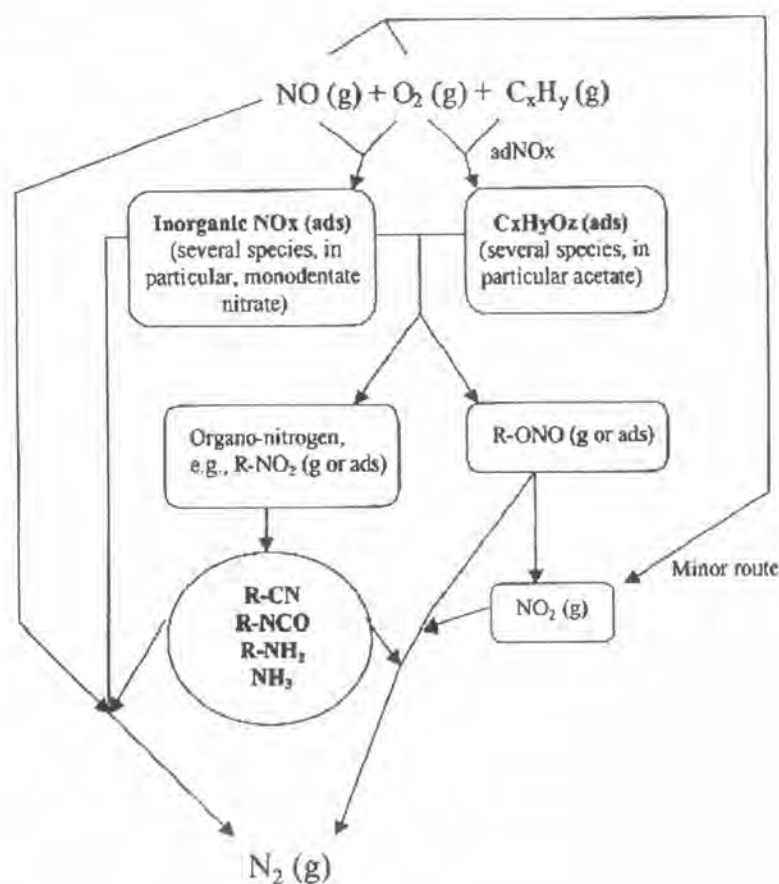 NO (g) + O₂ (g) + CₓHᵧ (g)
adNOx
Inorganic NOx (ads)
(several species, in
particular, monodentate
nitrate)
CxHyOz (ads)
(several species, in
particular acetate)
Organo-nitrogen,
e.g., R-NO₂ (g or ads)
R-ONO (g or ads)
Minor route
R-CN
R-NCO
R-NH₂
NH₃
NO₂ (g)
N₂ (g)